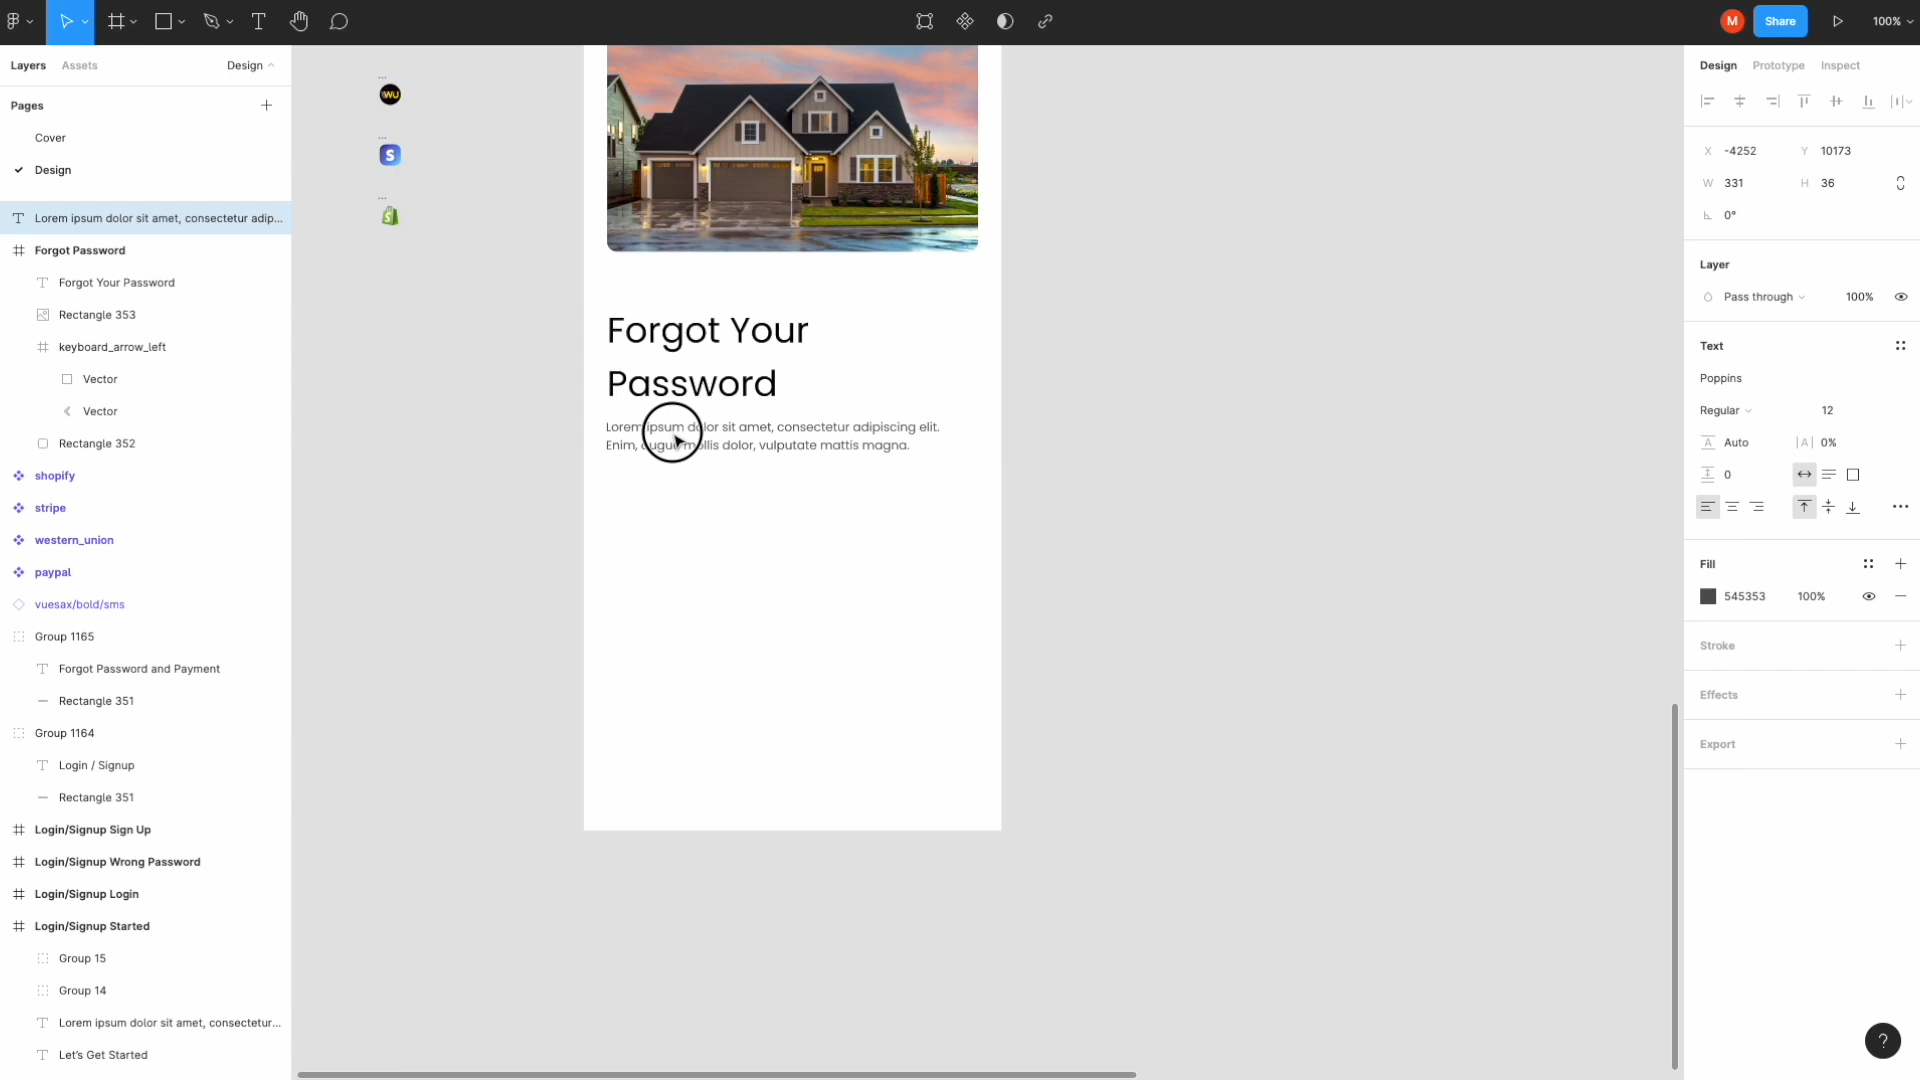 M
Share
100%
Layers
Assets
Design
Pages
Cover
Design
Lorem ipsum dolor sit amet, consectetur adip...
Forgot Password
Forgot Your Password
Rectangle 353
keyboard_arrow_left
Vector
Vector
Rectangle 352
shopify
stripe
western_union
paypal
vuesax/bold/sms
Group 1165
Forgot Password and Payment
Rectangle 351
Group 1164
Login / Signup
Rectangle 351
Login/Signup Sign Up
Login/Signup Wrong Password
Login/Signup Login
Login/Signup Started
Group 15
Group 14
Lorem ipsum dolor sit amet, consectetur...
Let's Get Started
...
WU
...
S
...
S
Forgot Your
Password
Lorem ipsum dolor sit amet, consectetur adipiscing elit.
Enim, augue mollis dolor, vulputate mattis magna.
Design
Prototype
Inspect
X -4252 Y 10173
W 331 H 36
0°
Layer
Pass through 100%
Text
Poppins
Regular 12
A Auto |A| 0%
0
Fill
545353 100%
Stroke
Effects
Export
?